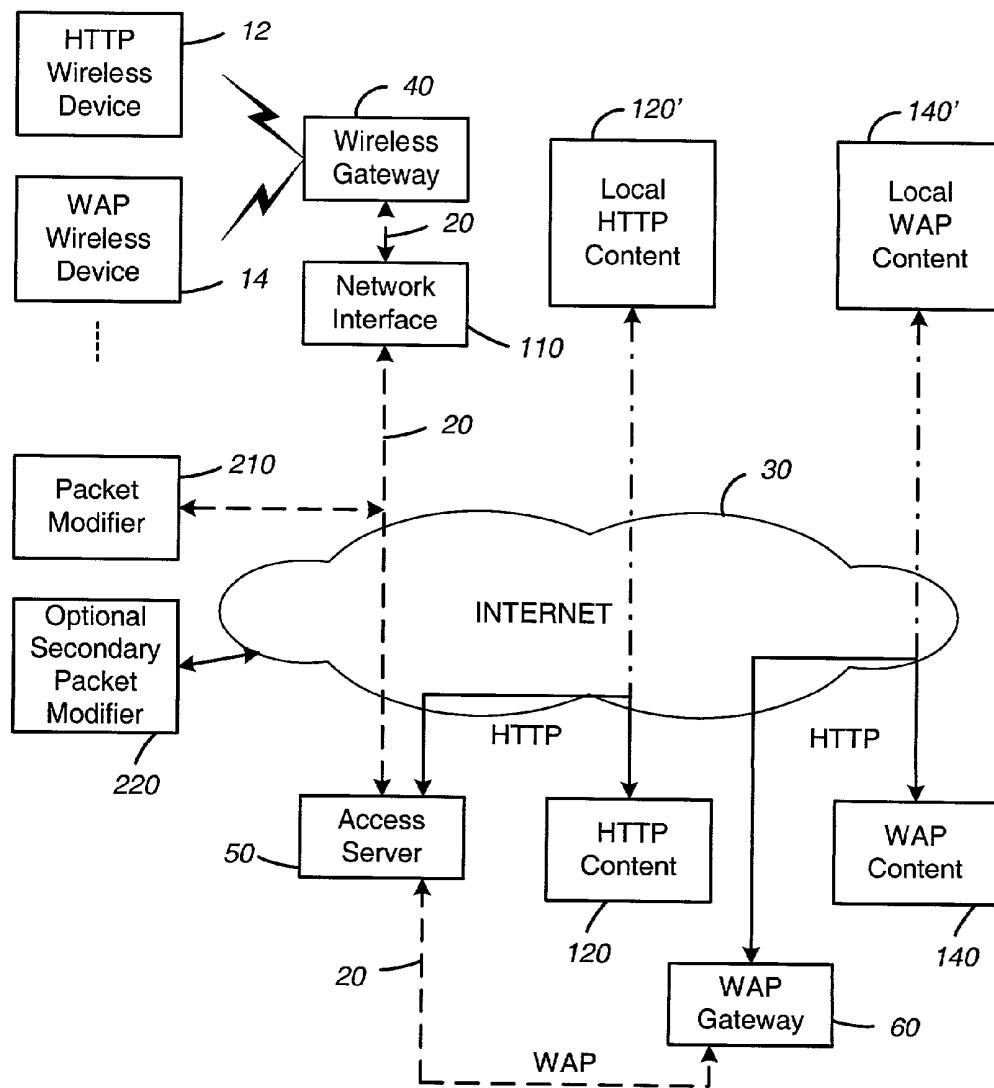 HTTP
Wireless
Device
12
WAP
Wireless
Device
14
40
Wireless
Gateway
20
Network
Interface
110
120'
Local
HTTP
Content
140'
Local
WAP
Content
20
210
Packet
Modifier
30
INTERNET
Optional
Secondary
Packet
Modifier
220
HTTP
HTTP
Access
Server
50
HTTP
Content
120
WAP
Content
140
20
WAP
Gateway
60
WAP